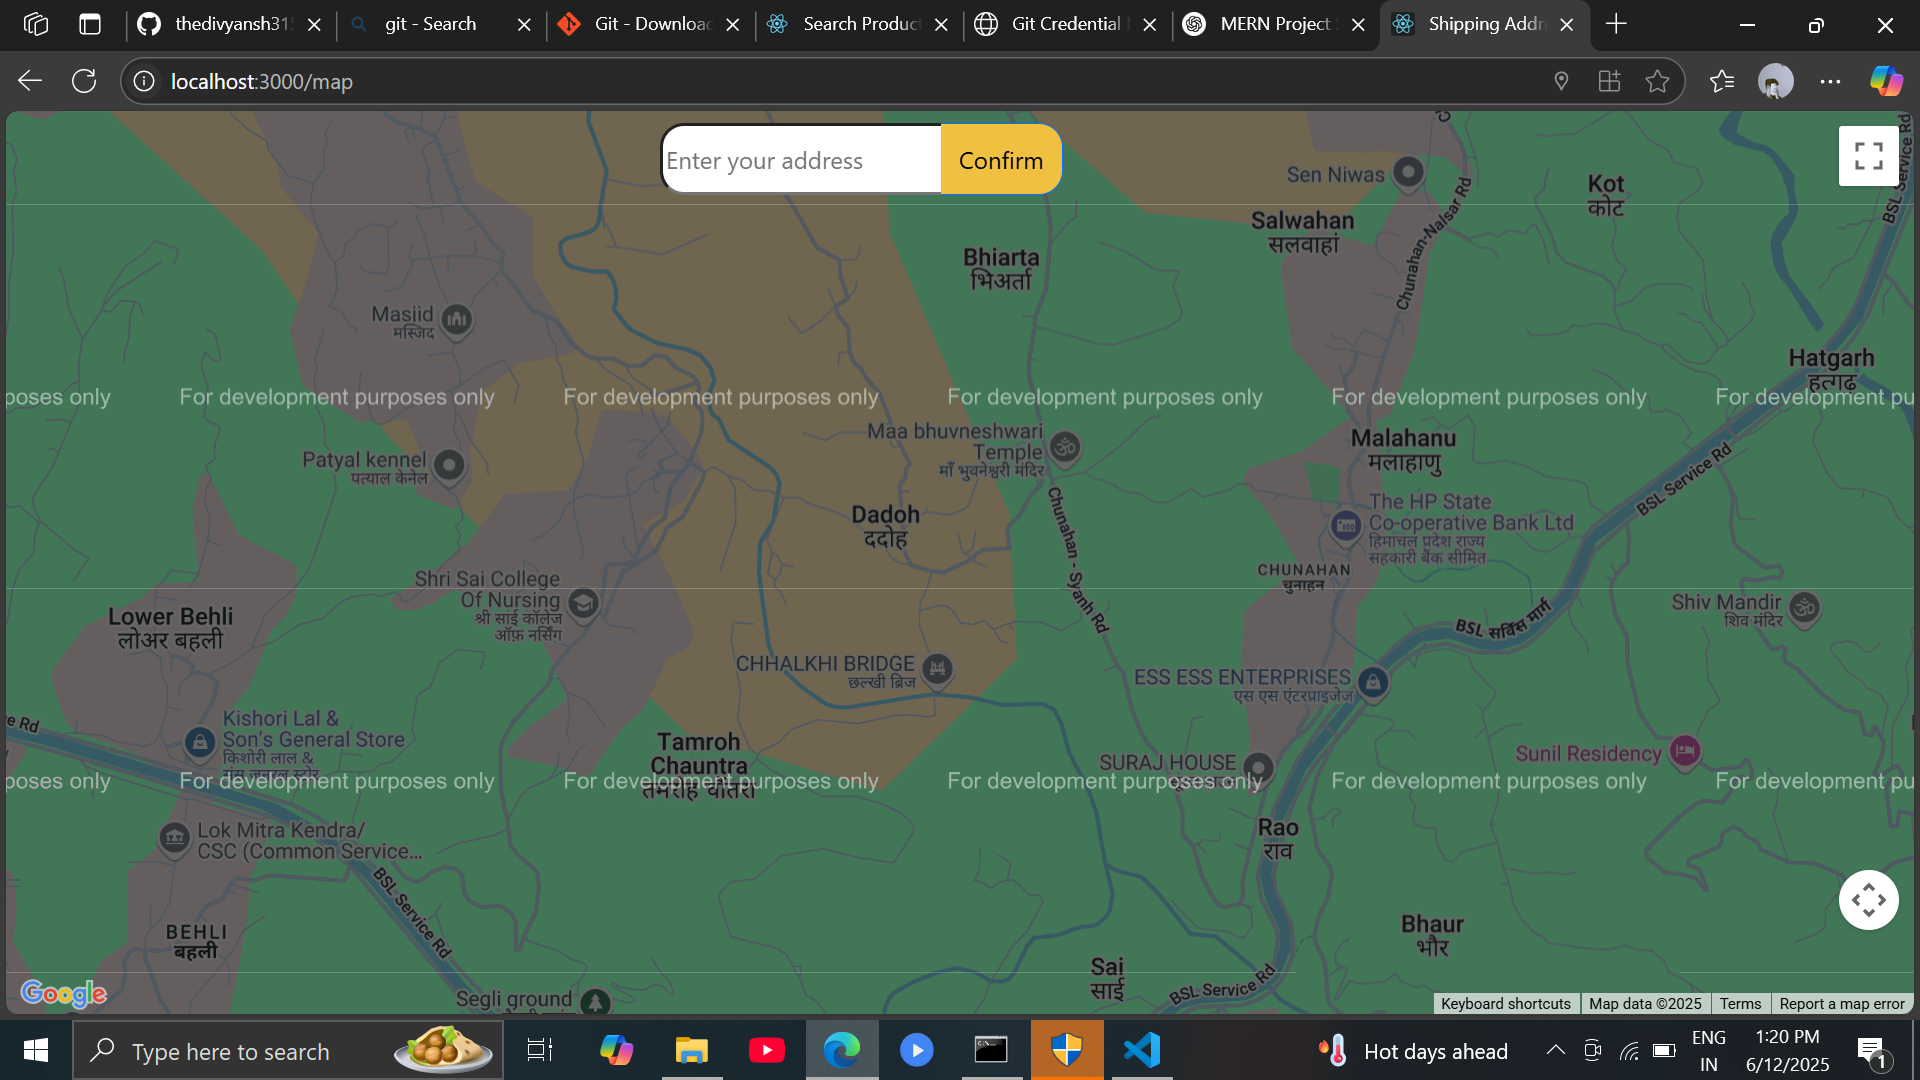 thedivyansh315
git - Search
Git - Download
Search Product
Git Credential
MERN Project
Shipping Addr
localhost:3000/map
Enter your address
Confirm
Sen Niwas
Kot
कोट
BSL Service Rd
Salwahan
सलवाहां
Chunahan-Nalsar Rd
Bhiarta
भिअर्ता
Masjid
मस्जिद
Hatgarh
हत्गढ
poses only
For development purposes only
For development purposes only
For development purposes only
For development purposes only
For development pu
Maa bhuvneshwari
Temple
माँ भुवनेश्वरी मंदिर
Malahanu
मलाहाणु
Patyal kennel
पत्याल केनेल
BSL Service Rd
The HP State
Co-operative Bank Ltd
हिमाचल प्रदेश राज्य
सहकारी बैंक सीमित
Dadoh
ददोह
Chunahan - Syanh Rd
CHUNAHAN
चुनाहन
Shri Sai College
Of Nursing
श्री साई कॉलेज
ऑफ़ नर्सिंग
Lower Behli
लोअर बहली
Shiv Mandir
शिव मंदिर
BSL सर्विस मार्ग
CHHALKHI BRIDGE
छल्खी ब्रिज
ESS ESS ENTERPRISES
एस एस एंटरप्राइजेज
e Rd
Kishori Lal &
Son's General Store
किशोरी लाल &
संस जनरल स्टोर
Tamroh
Chauntra
तमरोह चौंतरा
SURAJ HOUSE
Sunil Residency
poses only
For development purposes only
For development purposes only
For development purposes only
For development purposes only
For development pu
Lok Mitra Kendra/
CSC (Common Service...
Rao
राव
BSL Service Rd
BEHLI
बहली
Bhaur
भौर
Sai
साई
BSL Service Rd
Segli ground
Google
Keyboard shortcuts
Map data ©2025
Terms
Report a map error
Type here to search
Hot days ahead
ENG
IN
1:20 PM
6/12/2025
1